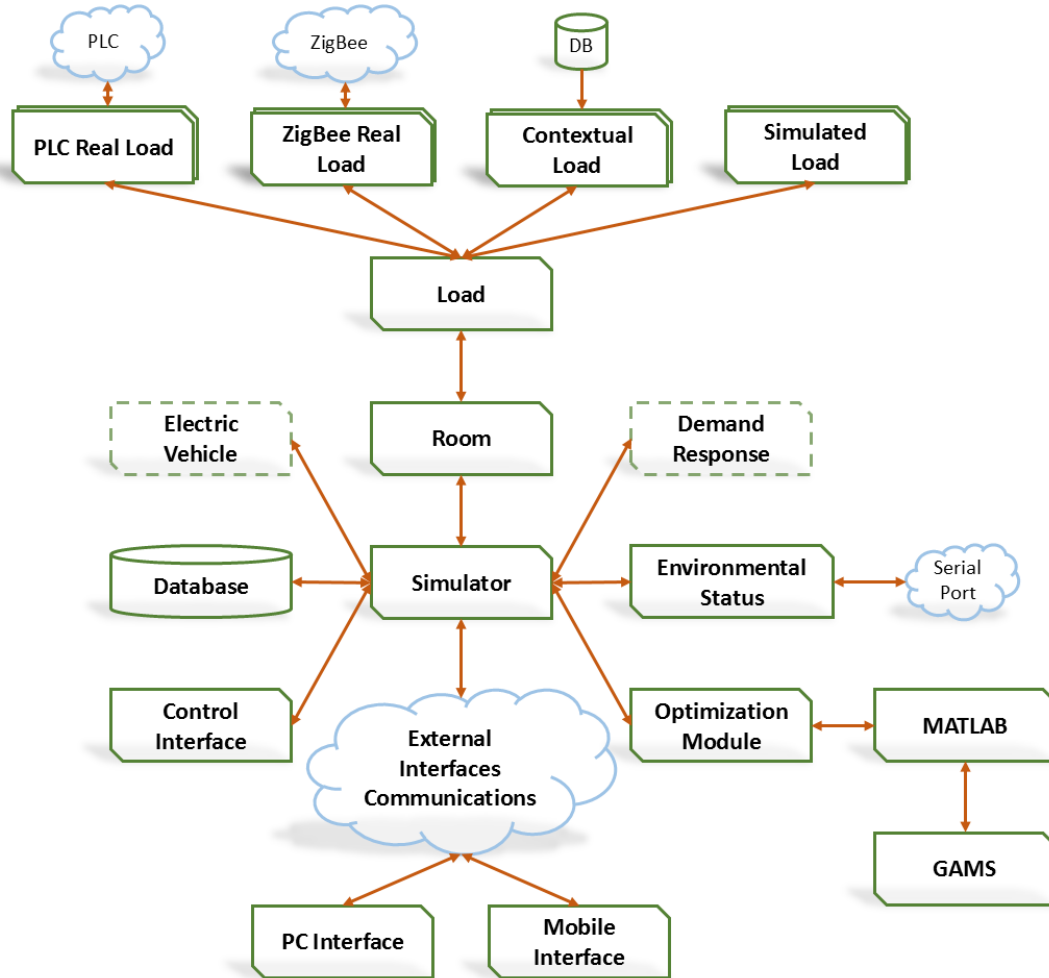 PLC
ZigBee
DB
PLC Real Load
ZigBee Real
Load
Contextual
Load
Simulated
Load
Load
Electric
Vehicle
Room
Demand
Response
Database
Simulator
Environmental
Status
Serial
Port
Control
Interface
External
Interfaces
Communications
Optimization
Module
MATLAB
GAMS
PC Interface
Mobile
Interface